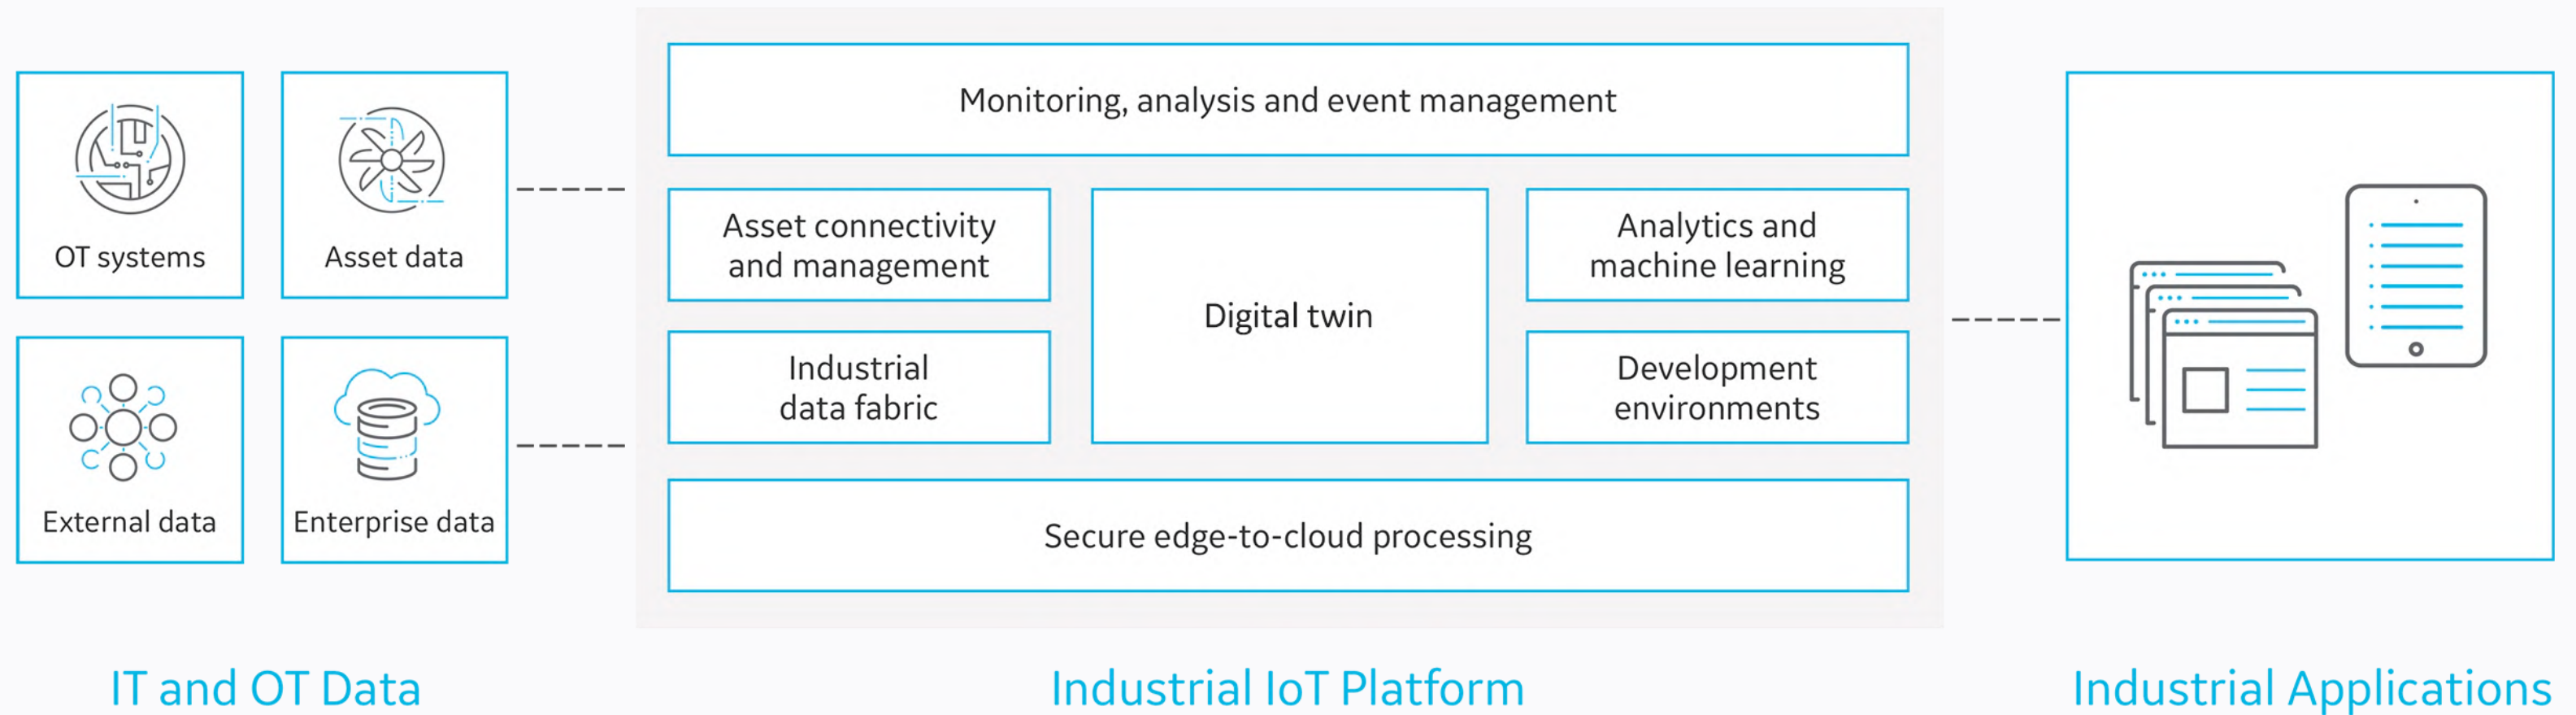 OT systems
Asset data
External data
Enterprise data
IT and OT Data
Monitoring, analysis and event management
Asset connectivity
and management
Industrial
data fabric
Digital twin
Analytics and
machine learning
Development
environments
Secure edge-to-cloud processing
Industrial IoT Platform
Industrial Applications